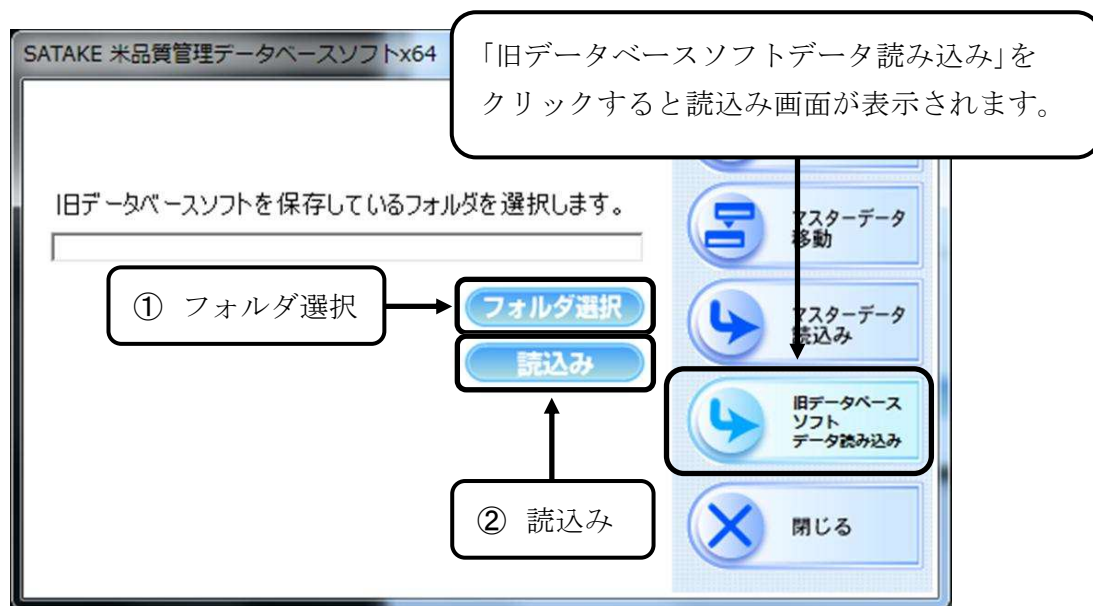 SATAKE 米品質管理データベースソフトx64
「旧データベースソフトデータ読み込み」を
クリックすると読込み画面が表示されます。
旧データベースソフトを保存しているフォルダを選択します。
① フォルダ選択
フォルダ選択
読込み
② 読込み
マスターデータ
移動
マスターデータ
読込み
旧データベース
ソフト
データ読み込み
閉じる